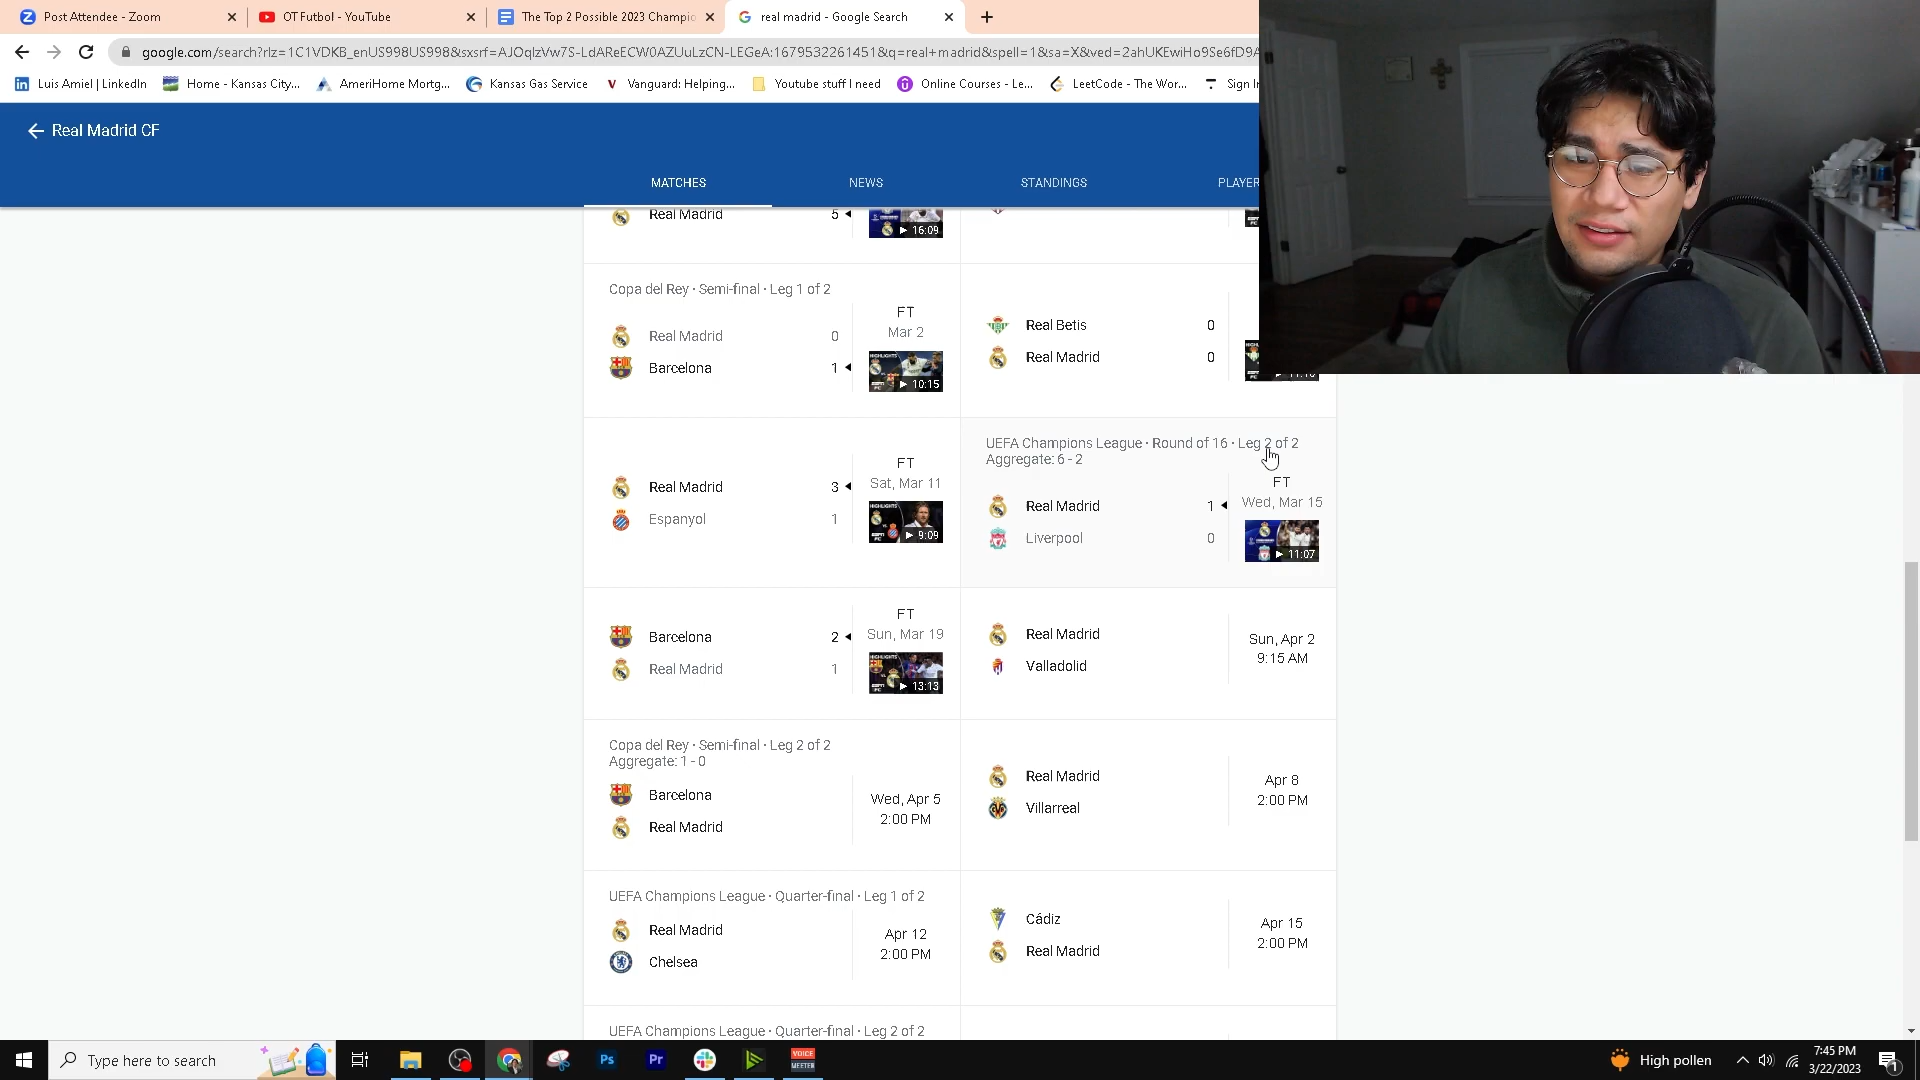 Post Attendee - Zoom
OT Futbol - YouTube
The Top 2 Possible 2023 Champio
real madrid - Google Search
google.com/search?rlz=1C1VDKB_enUS998US998&sxsrf=AJOqlzVw7S-LdAReECW0AZUuLzCN-LEGeA:1679532261451&q=real+madrid&spell=1&sa=X&ved=2ahUKEwiHo9Se6fD9A
Luis Amiel | LinkedIn
Home - Kansas City...
AmeriHome Mortg...
Kansas Gas Service
Vanguard: Helping...
Youtube stuff I need
Online Courses - Le...
LeetCode - The Wor...
Sign In
Real Madrid CF
MATCHES
NEWS
STANDINGS
PLAYER
Real Madrid 5
16:09
Copa del Rey · Semi-final · Leg 1 of 2
Real Madrid 0
Barcelona 1
FT
Mar 2
HIGHLIGHTS
10:15
Real Betis 0
Real Madrid 0
Real Madrid 3
Espanyol 1
FT
Sat, Mar 11
HIGHLIGHTS
9:09
UEFA Champions League · Round of 16 · Leg 2 of 2
Aggregate: 6 - 2
Real Madrid 1
Liverpool 0
FT
Wed, Mar 15
11:07
Barcelona 2
Real Madrid 1
FT
Sun, Mar 19
HIGHLIGHTS
13:13
Real Madrid
Valladolid
Sun, Apr 2
9:15 AM
Copa del Rey · Semi-final · Leg 2 of 2
Aggregate: 1 - 0
Barcelona
Real Madrid
Wed, Apr 5
2:00 PM
Real Madrid
Villarreal
Apr 8
2:00 PM
UEFA Champions League · Quarter-final · Leg 1 of 2
Real Madrid
Chelsea
Apr 12
2:00 PM
Cádiz
Real Madrid
Apr 15
2:00 PM
UEFA Champions League · Quarter-final · Leg 2 of 2
Type here to search
Ps
Pr
VOICE
MEETER
High pollen
7:45 PM
3/22/2023
1